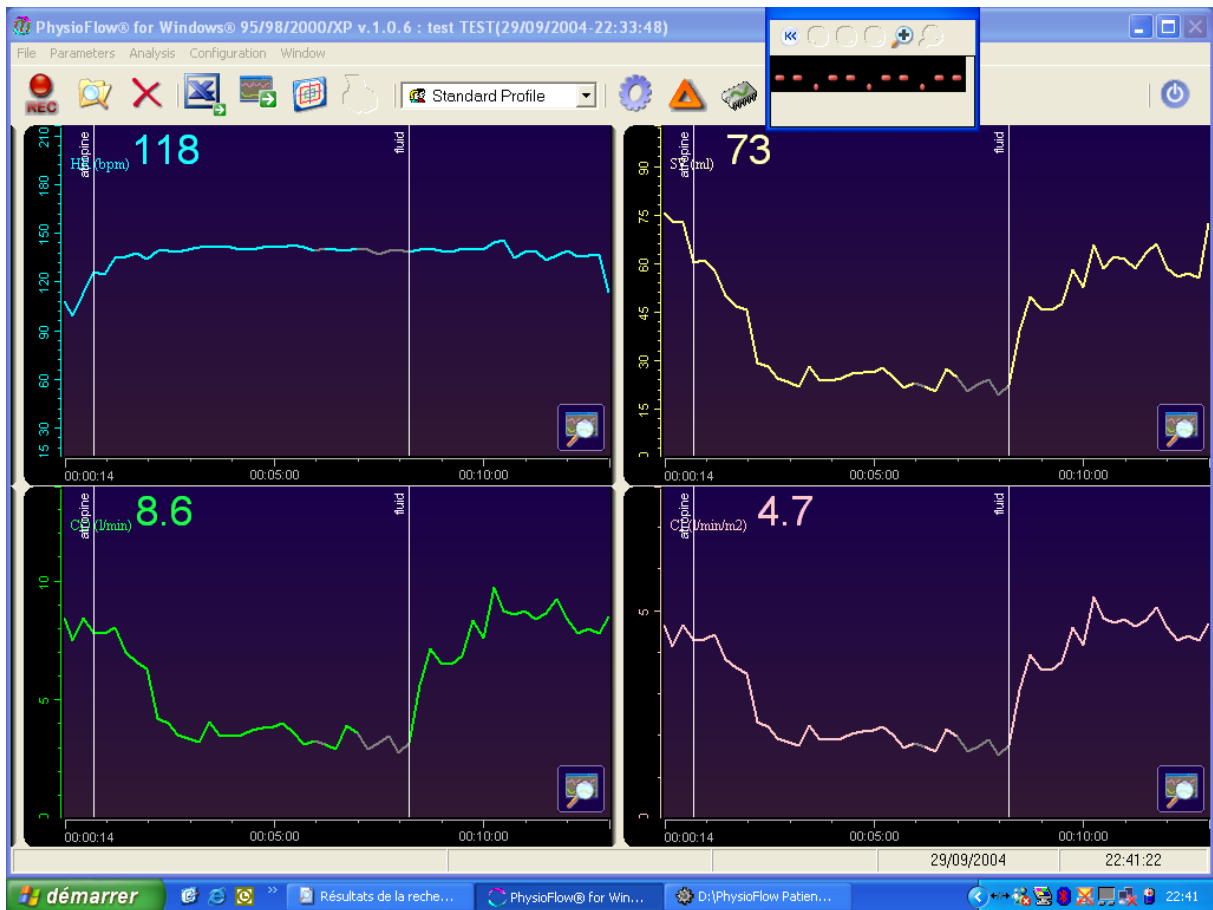 PhysioFlow® for Windows® 95/98/2000/XP v.1.0.6 : test TEST(29/09/2004-22:33:48)
File Parameters Analysis Configuration Window
REC
Standard Profile
210
180
150
120
90
60
30
15
atropine
(bpm)
118
fluid
00:00:14 00:05:00 00:10:00
90
75
60
45
30
15
0
atropine
(ml)
73
fluid
00:00:14 00:05:00 00:10:00
10
5
0
atropine
(l/min)
8.6
fluid
00:00:14 00:05:00 00:10:00
5
0
atropine
(l/min/m2)
4.7
fluid
00:00:14 00:05:00 00:10:00
29/09/2004 22:41:22
démarrer
Résultats de la reche...
PhysioFlow® for Win...
D:\PhysioFlow Patien...
22:41